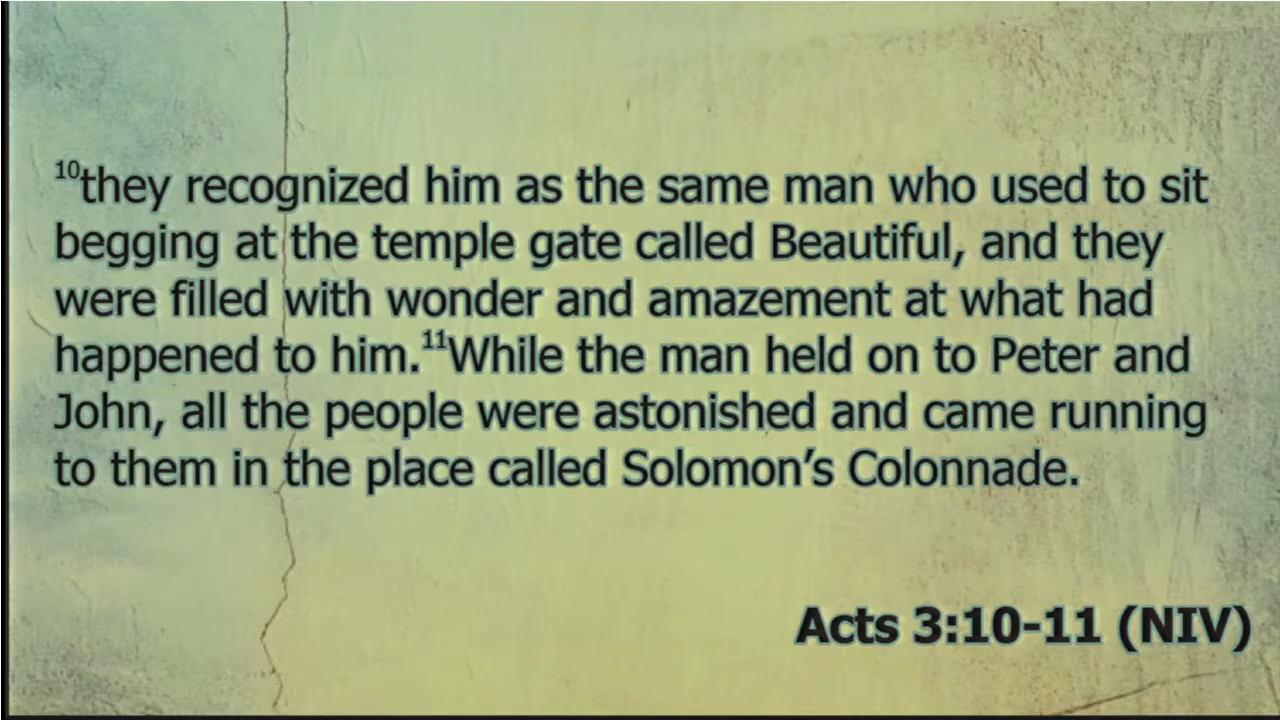 ¹⁰they recognized him as the same man who used to sit
begging at the temple gate called Beautiful, and they
were filled with wonder and amazement at what had
happened to him.¹¹While the man held on to Peter and
John, all the people were astonished and came running
to them in the place called Solomon’s Colonnade.
Acts 3:10-11 (NIV)